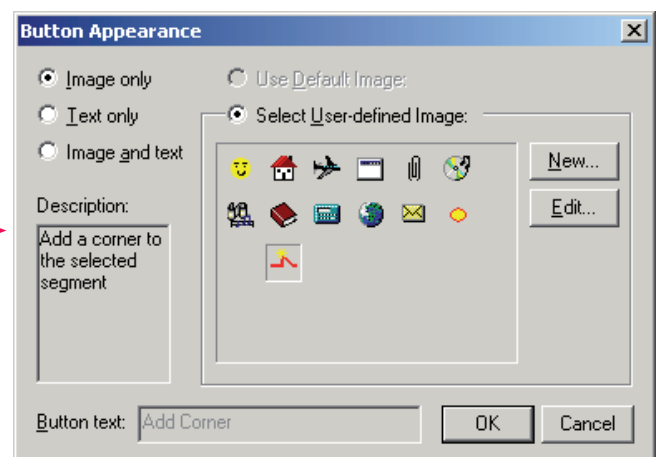 Button Appearance
Image only
Use Default Image:
Text only
Select User-defined Image:
Image and text
New...
Edit...
Description:
Add a corner to
the selected
segment
Button text: Add Corner
OK
Cancel